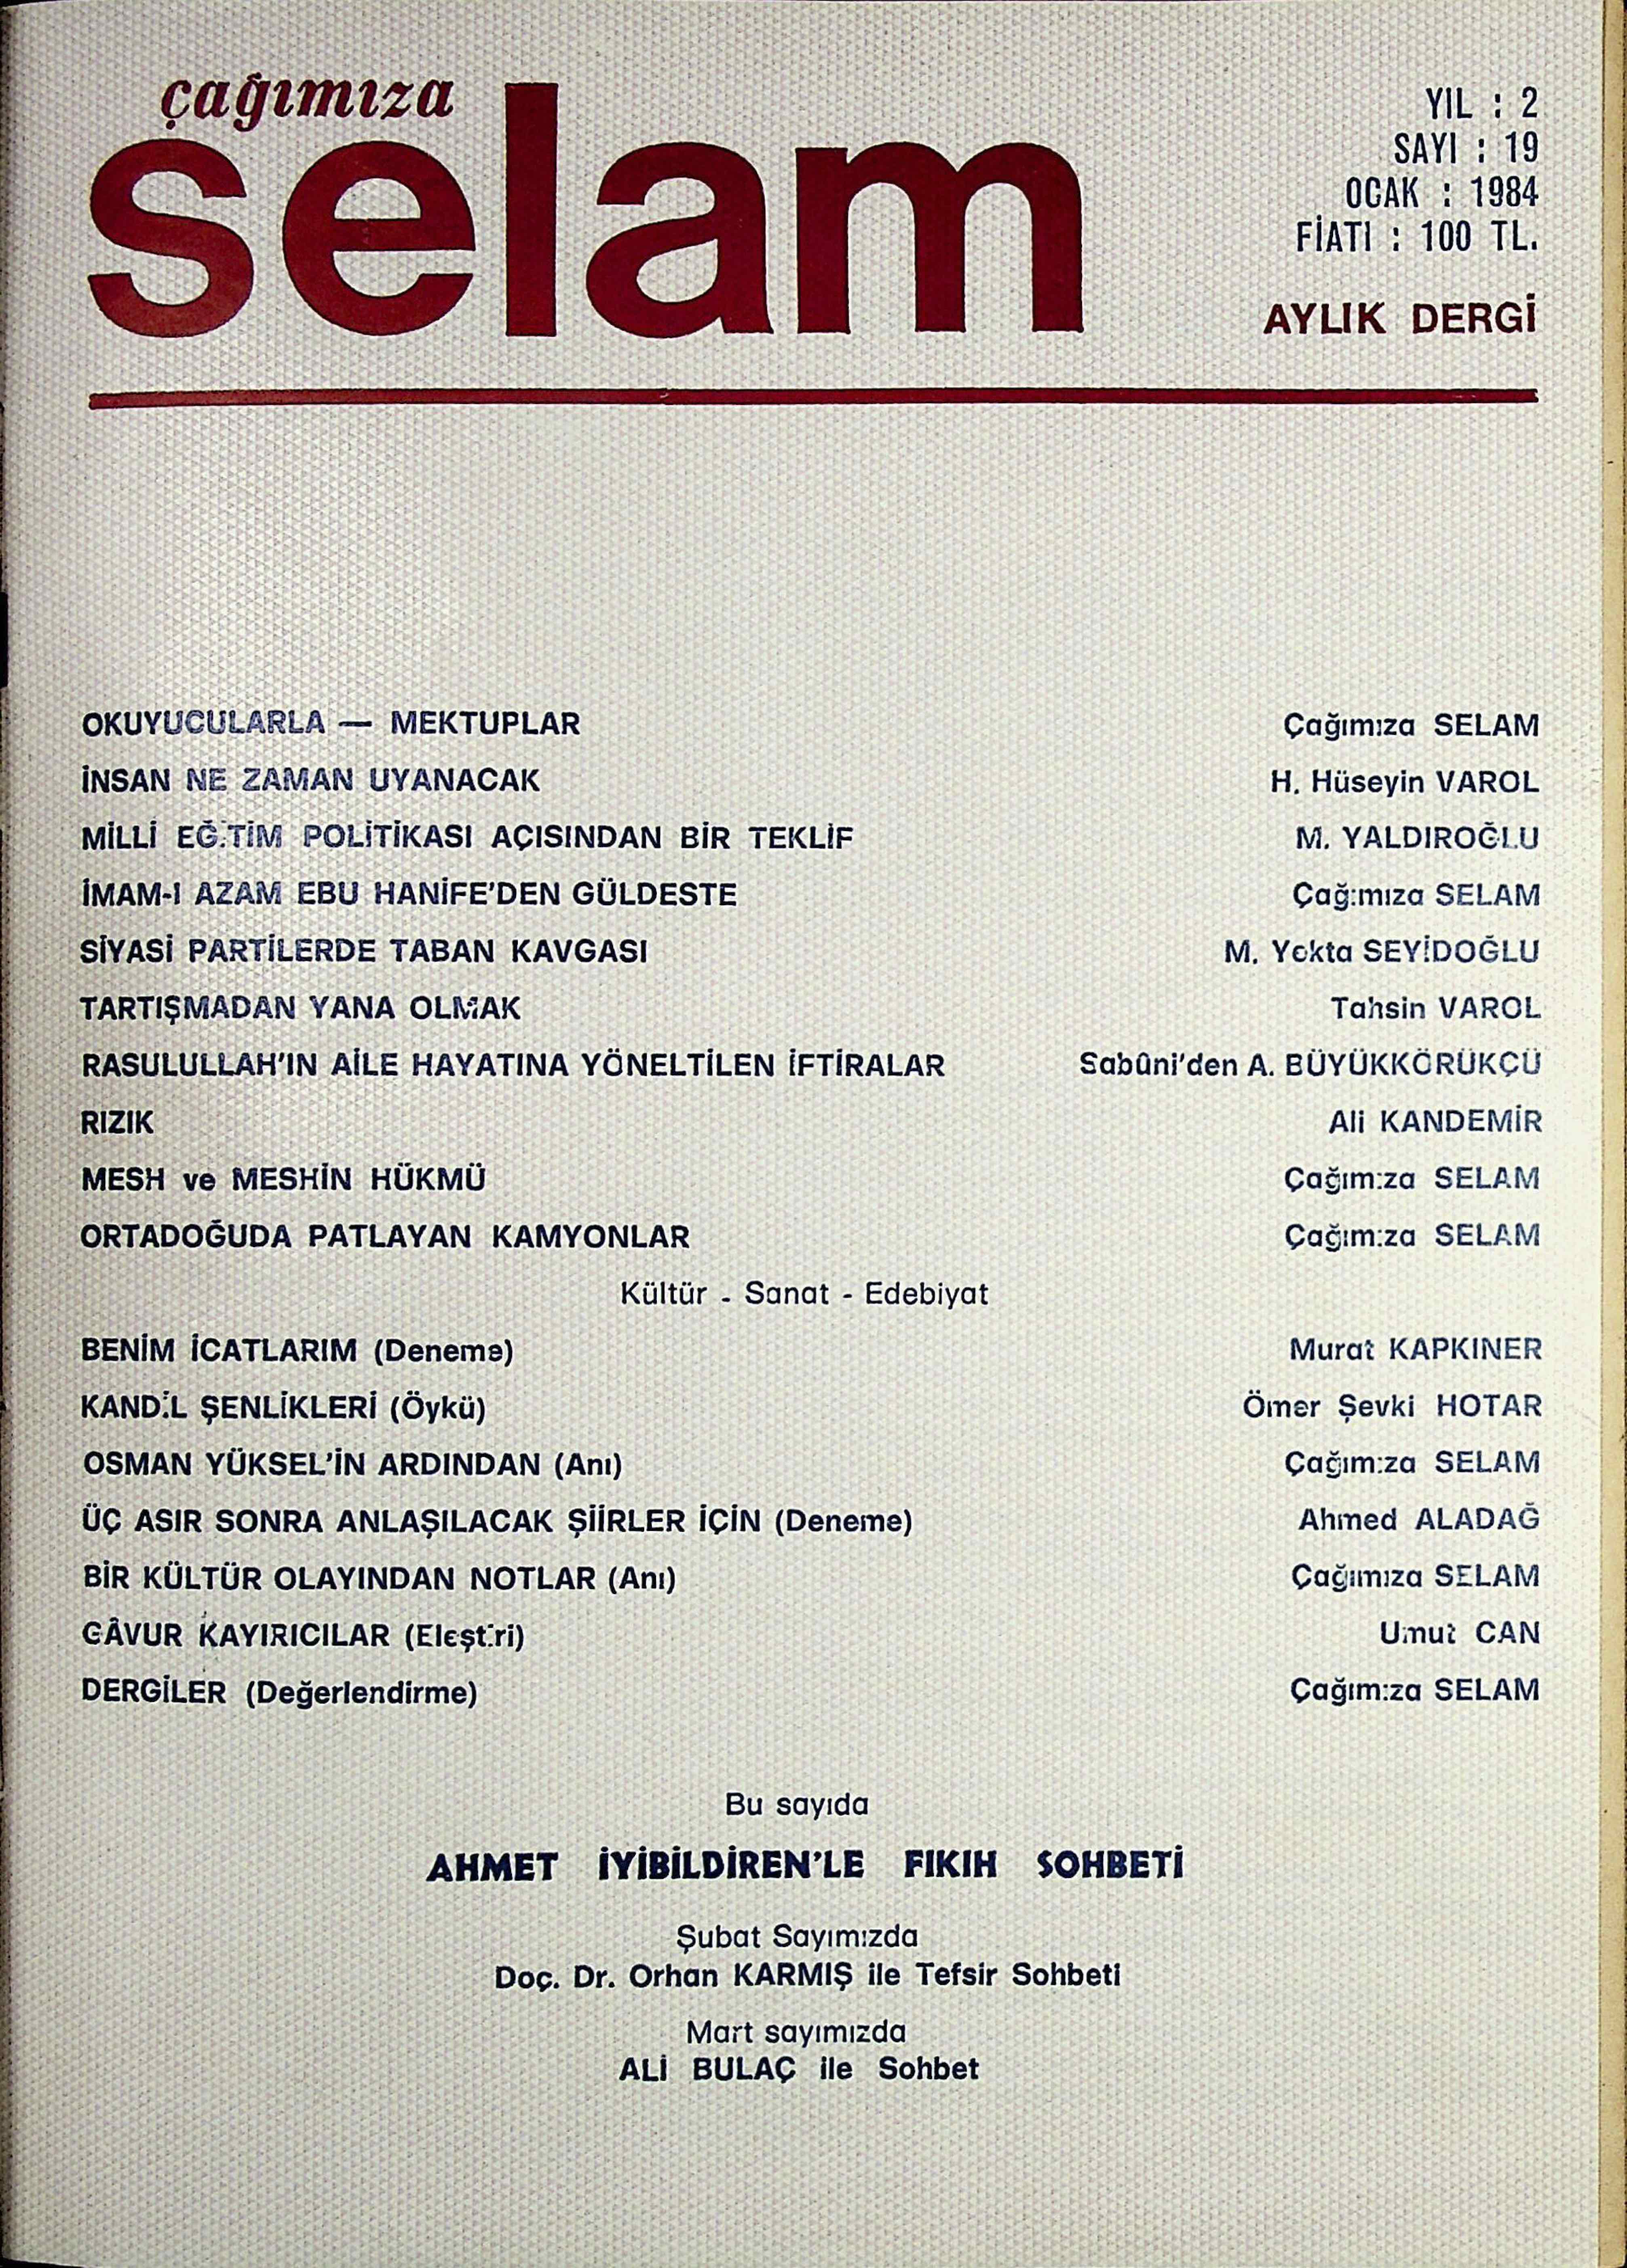 çağımıza
selam
YIL : 2
SAYI : 19
OCAK : 1984
FİATI : 100 TL.
AYLIK DERGİ
OKUYUCULARLA — MEKTUPLAR Çağımıza SELAM
İNSAN NE ZAMAN UYANACAK H. Hüseyin VAROL
MİLLİ EĞİTİM POLİTİKASI AÇISINDAN BİR TEKLİF M. YALDIROĞLU
İMAM-I AZAM EBU HANİFE'DEN GÜLDESTE Çağımıza SELAM
SİYASİ PARTİLERDE TABAN KAVGASI M. Yekta SEYİDOĞLU
TARTIŞMADAN YANA OLMAK Tahsin VAROL
RASULULLAH'IN AİLE HAYATINA YÖNELTİLEN İFTİRALAR Sabûni'den A. BÜYÜKKÖRÜKÇÜ
RIZIK Ali KANDEMİR
MESH ve MESHİN HÜKMÜ Çağımıza SELAM
ORTADOĞUDA PATLAYAN KAMYONLAR Çağımıza SELAM
Kültür - Sanat - Edebiyat
BENİM İCATLARIM (Deneme) Murat KAPKINER
KANDİL ŞENLİKLERİ (Öykü) Ömer Şevki HOTAR
OSMAN YÜKSEL'İN ARDINDAN (Anı) Çağımıza SELAM
ÜÇ ASIR SONRA ANLAŞILACAK ŞİİRLER İÇİN (Deneme) Ahmed ALADAĞ
BİR KÜLTÜR OLAYINDAN NOTLAR (Anı) Çağımıza SELAM
GÂVUR KAYIRICILAR (Eleştiri) Umut CAN
DERGİLER (Değerlendirme) Çağımıza SELAM
Bu sayıda
AHMET İYİBİLDİREN'LE FIKIH SOHBETİ
Şubat Sayımızda
Doç. Dr. Orhan KARMIŞ ile Tefsir Sohbeti
Mart sayımızda
ALİ BULAÇ ile Sohbet